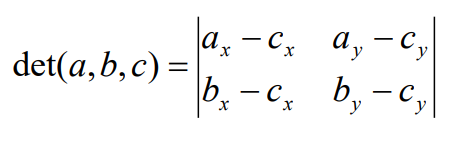 det(a,b,c) = |a_x − c_x   a_y − c_y|
|b_x − c_x   b_y − c_y|